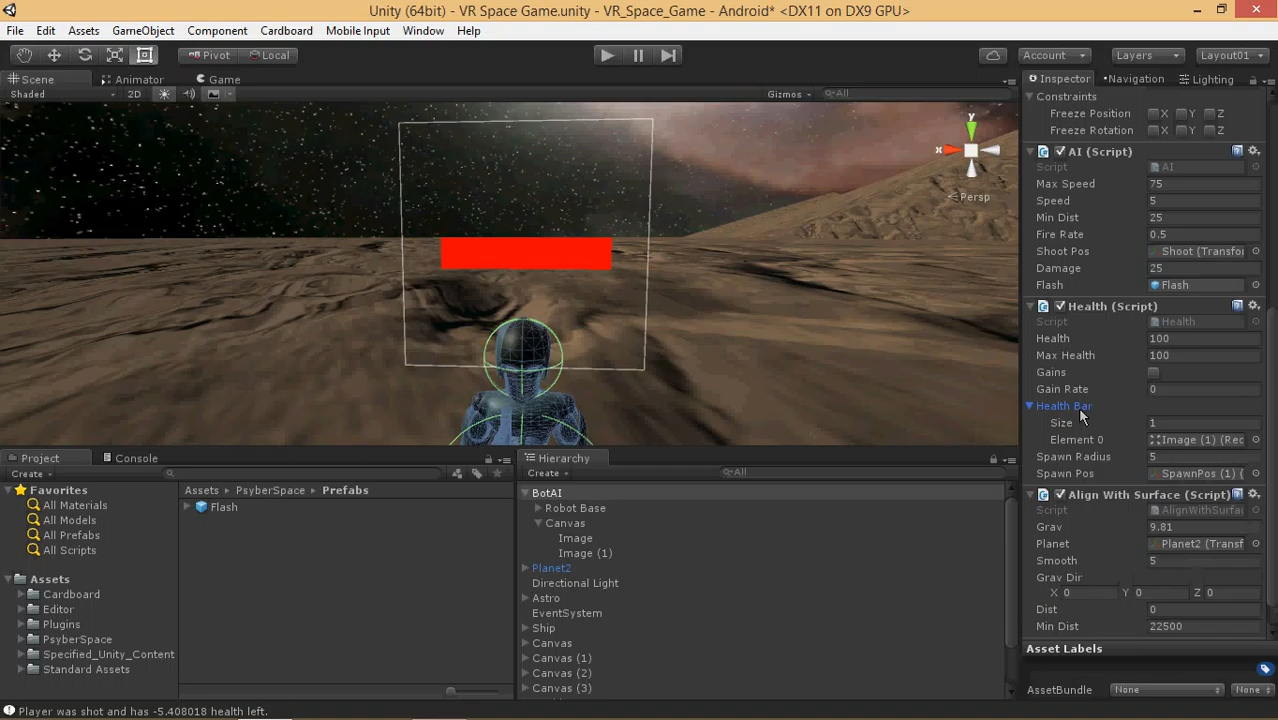 Unity (64bit) - VR Space Game.unity - VR_Space_Game - Android* <DX11 on DX9 GPU>
File Edit Assets GameObject Component Cardboard Mobile Input Window Help
Pivot Local Account Layers Layout01
Scene Animator Game Inspector Navigation Lighting
Shaded 2D Gizmos All
Constraints
Freeze Position X Y Z
Freeze Rotation X Y Z
y
x
Persp
AI (Script)
Script AI
Max Speed 75
Speed 5
Min Dist 25
Fire Rate 0.5
Shoot Pos Shoot (Transfo
Damage 25
Flash Flash
Health (Script)
Script Health
Health 100
Max Health 100
Gains
Gain Rate 0
Health Bar
Size 1
Element 0 Image (1) (Rec
Spawn Radius 5
Spawn Pos SpawnPos (1) (
Align With Surface (Script)
Script AlignWithSurfa
Grav 9.81
Planet Planet2 (Transf
Smooth 5
Grav Dir
X 0 Y 0 Z 0
Dist 0
Min Dist 22500
Asset Labels
AssetBundle None None
Project Console
Create
Favorites
All Materials
All Models
All Prefabs
All Scripts
Assets
Cardboard
Editor
Plugins
PsyberSpace
Specified_Unity_Content
Standard Assets
Assets PsyberSpace Prefabs
Flash
Hierarchy
Create All
BotAI
Robot Base
Canvas
Image
Image (1)
Planet2
Directional Light
Astro
EventSystem
Ship
Canvas
Canvas (1)
Canvas (2)
Canvas (3)
Player was shot and has -5.408018 health left.